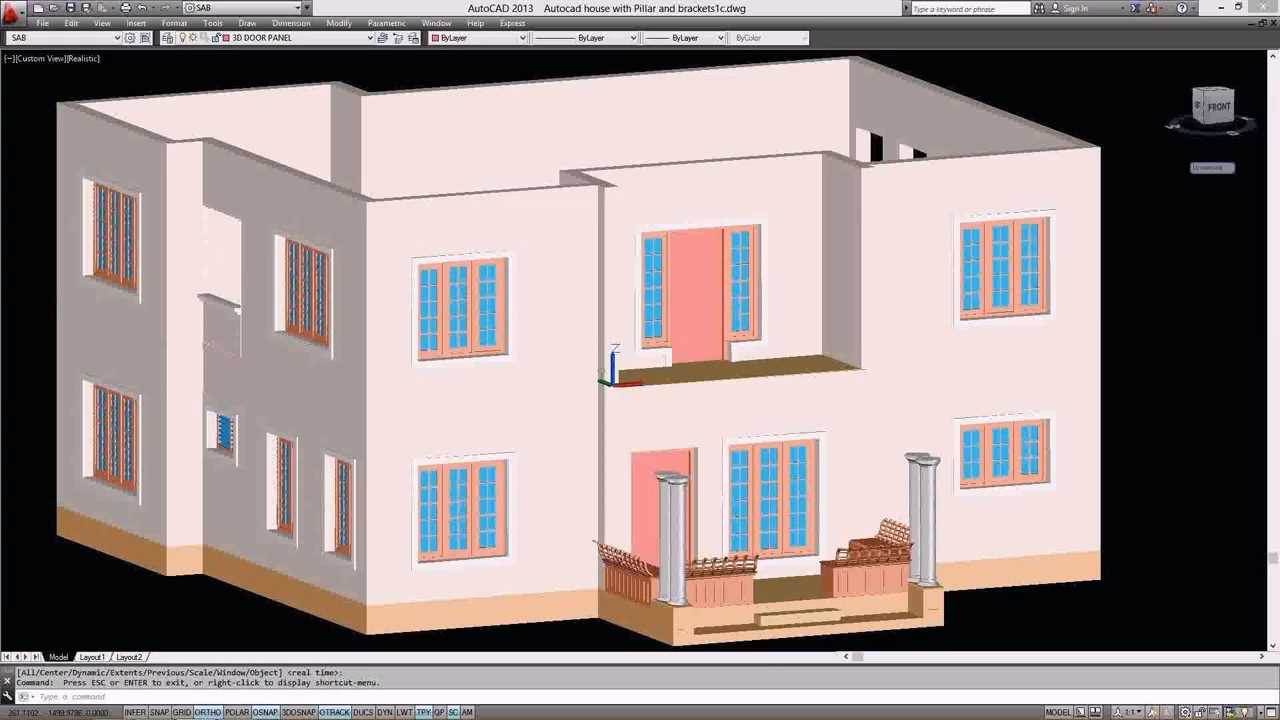 SAB
AutoCAD 2013    Autocad house with Pillar and brackets1c.dwg
Type a keyword or phrase
Sign In
File  Edit  View  Insert  Format  Tools  Draw  Dimension  Modify  Parametric  Window  Help  Express
SAB
3D DOOR PANEL
ByLayer
ByLayer
ByLayer
ByColor
[−][Custom View][Realistic]
FRONT
Z
Model  Layout1  Layout2
[All/Center/Dynamic/Extents/Previous/Scale/Window/Object] <real time>:
Command:  Press ESC or ENTER to exit, or right-click to display shortcut-menu.
Type a command
INFER SNAP GRID ORTHO POLAR OSNAP 3DOSNAP OTRACK DUCS DYN LWT TPY QP SC AM
MODEL
1:1